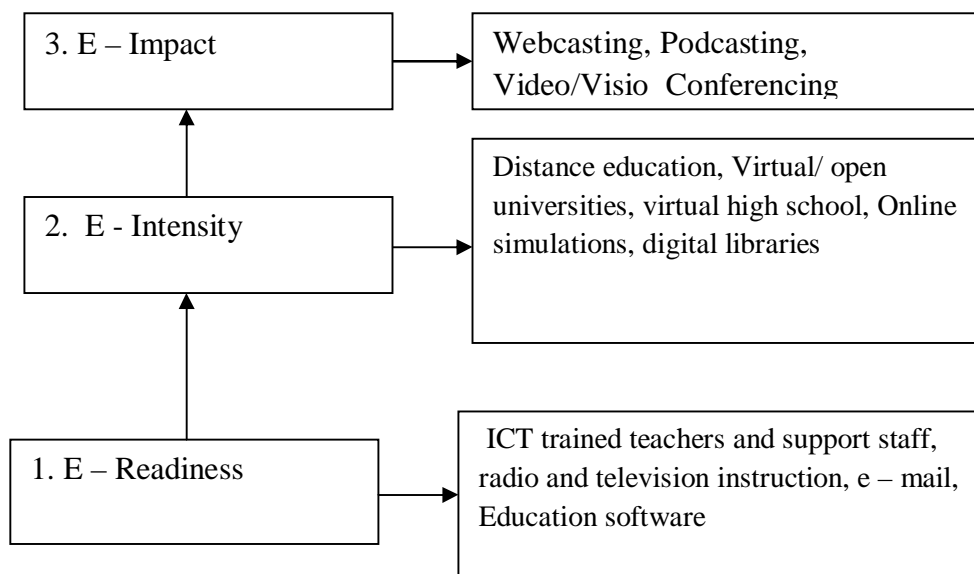 3. E – Impact
Webcasting, Podcasting,
Video/Visio Conferencing
2. E - Intensity
Distance education, Virtual/ open
universities, virtual high school, Online
simulations, digital libraries
1. E – Readiness
ICT trained teachers and support staff,
radio and television instruction, e – mail,
Education software